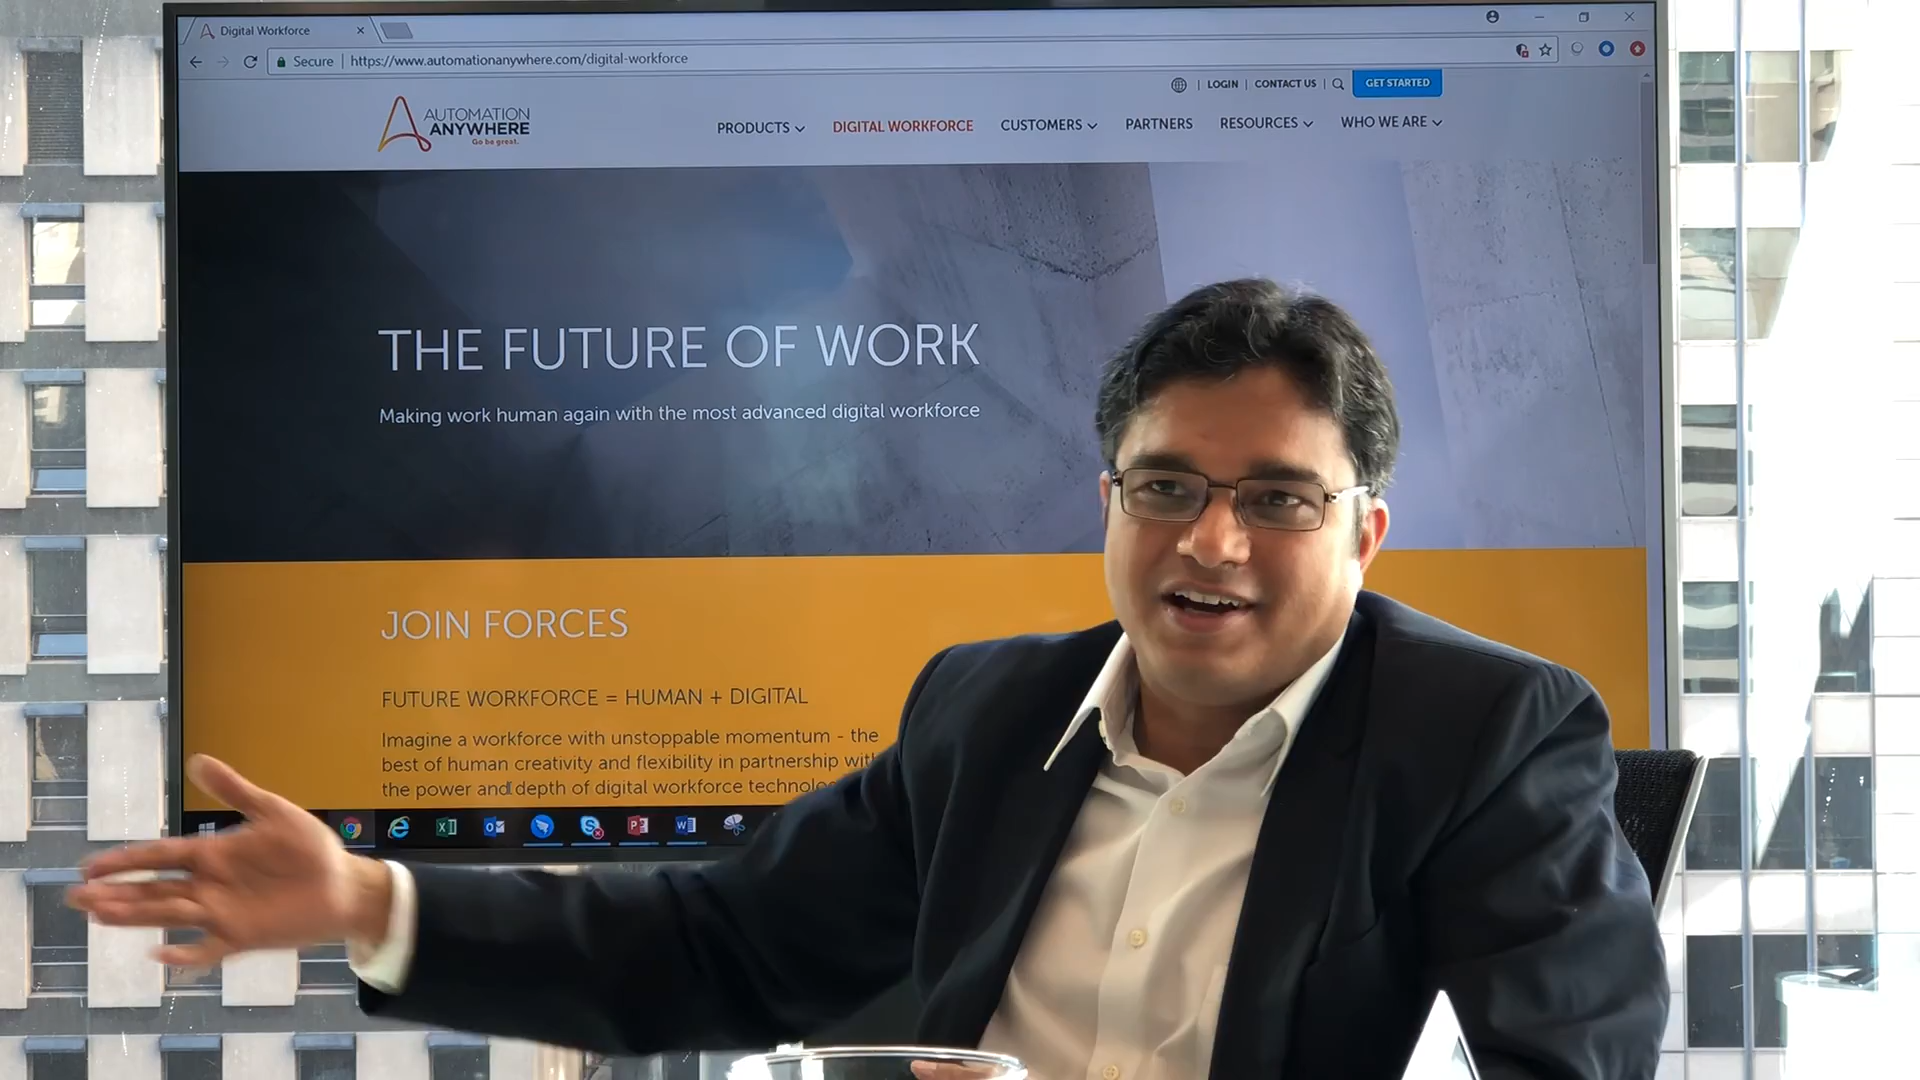 Digital Workforce
Secure https://www.automationanywhere.com/digital-workforce
LOGIN CONTACT US GET STARTED
AUTOMATION
ANYWHERE
Go be great.
PRODUCTS DIGITAL WORKFORCE CUSTOMERS PARTNERS RESOURCES WHO WE ARE
THE FUTURE OF WORK
Making work human again with the most advanced digital workforce
JOIN FORCES
FUTURE WORKFORCE = HUMAN + DIGITAL
Imagine a workforce with unstoppable momentum - the
best of human creativity and flexibility in partnership with
the power and depth of digital workforce